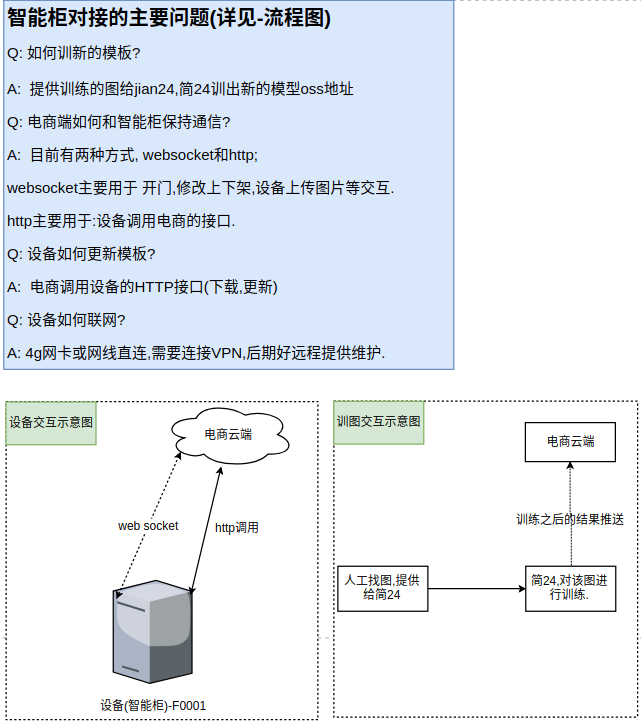 智能柜对接的主要问题(详见-流程图)
Q: 如何训新的模板?
A:  提供训练的图给jian24,简24训出新的模型oss地址
Q: 电商端如何和智能柜保持通信?
A:  目前有两种方式, websocket和http;
websocket主要用于 开门,修改上下架,设备上传图片等交互.
http主要用于:设备调用电商的接口.
Q: 设备如何更新模板?
A:  电商调用设备的HTTP接口(下载,更新)
Q: 设备如何联网?
A: 4g网卡或网线直连,需要连接VPN,后期好远程提供维护.
设备交互示意图
电商云端
web socket
http调用
设备(智能柜)-F0001
训图交互示意图
电商云端
训练之后的结果推送
人工找图,提供
给简24
简24,对该图进
行训练.